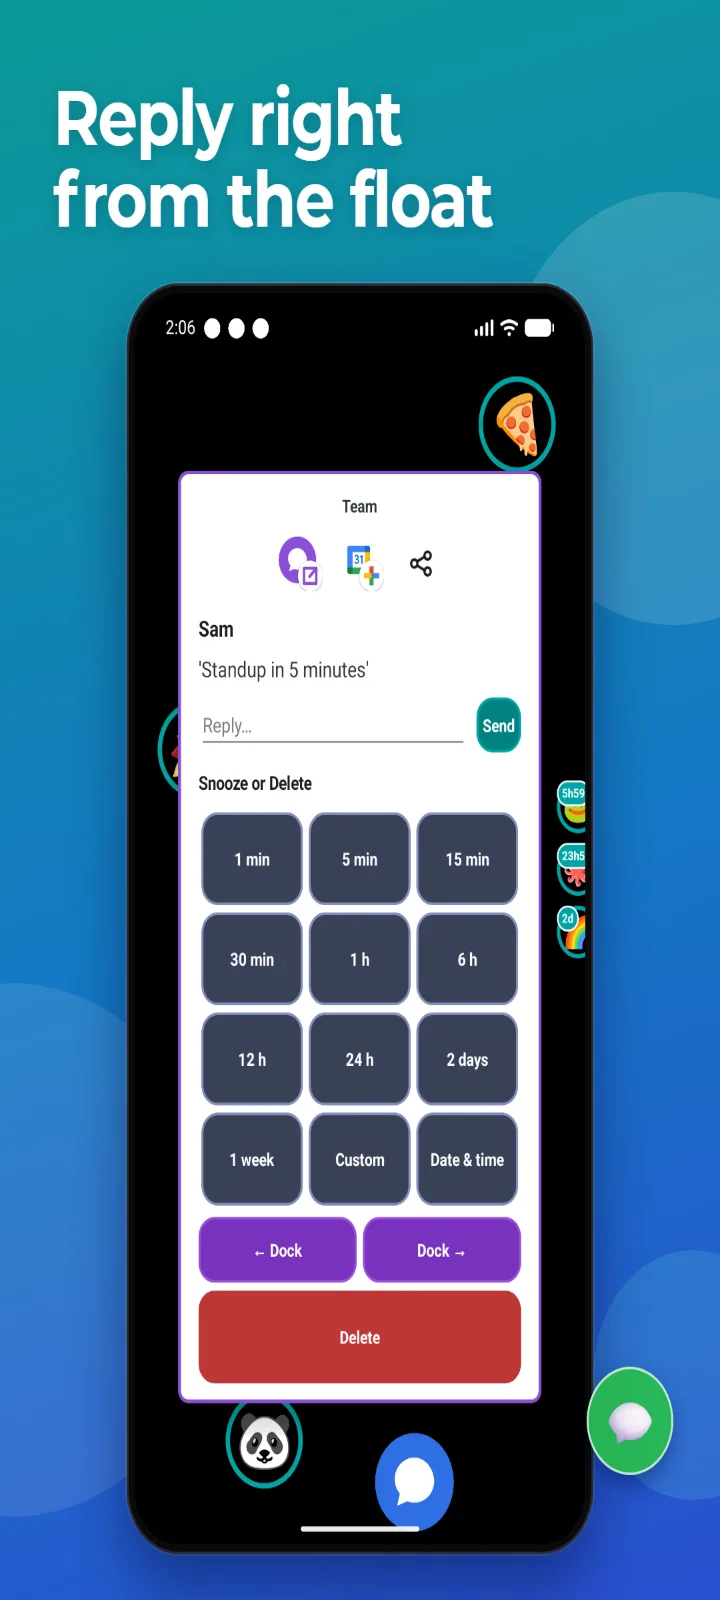 Reply right
from the float
2:06
Team
31
Sam
'Standup in 5 minutes'
Reply...
Send
Snooze or Delete
1 min
5 min
15 min
30 min
1 h
6 h
12 h
24 h
2 days
1 week
Custom
Date & time
← Dock
Dock →
Delete
5h59
23h5
2d